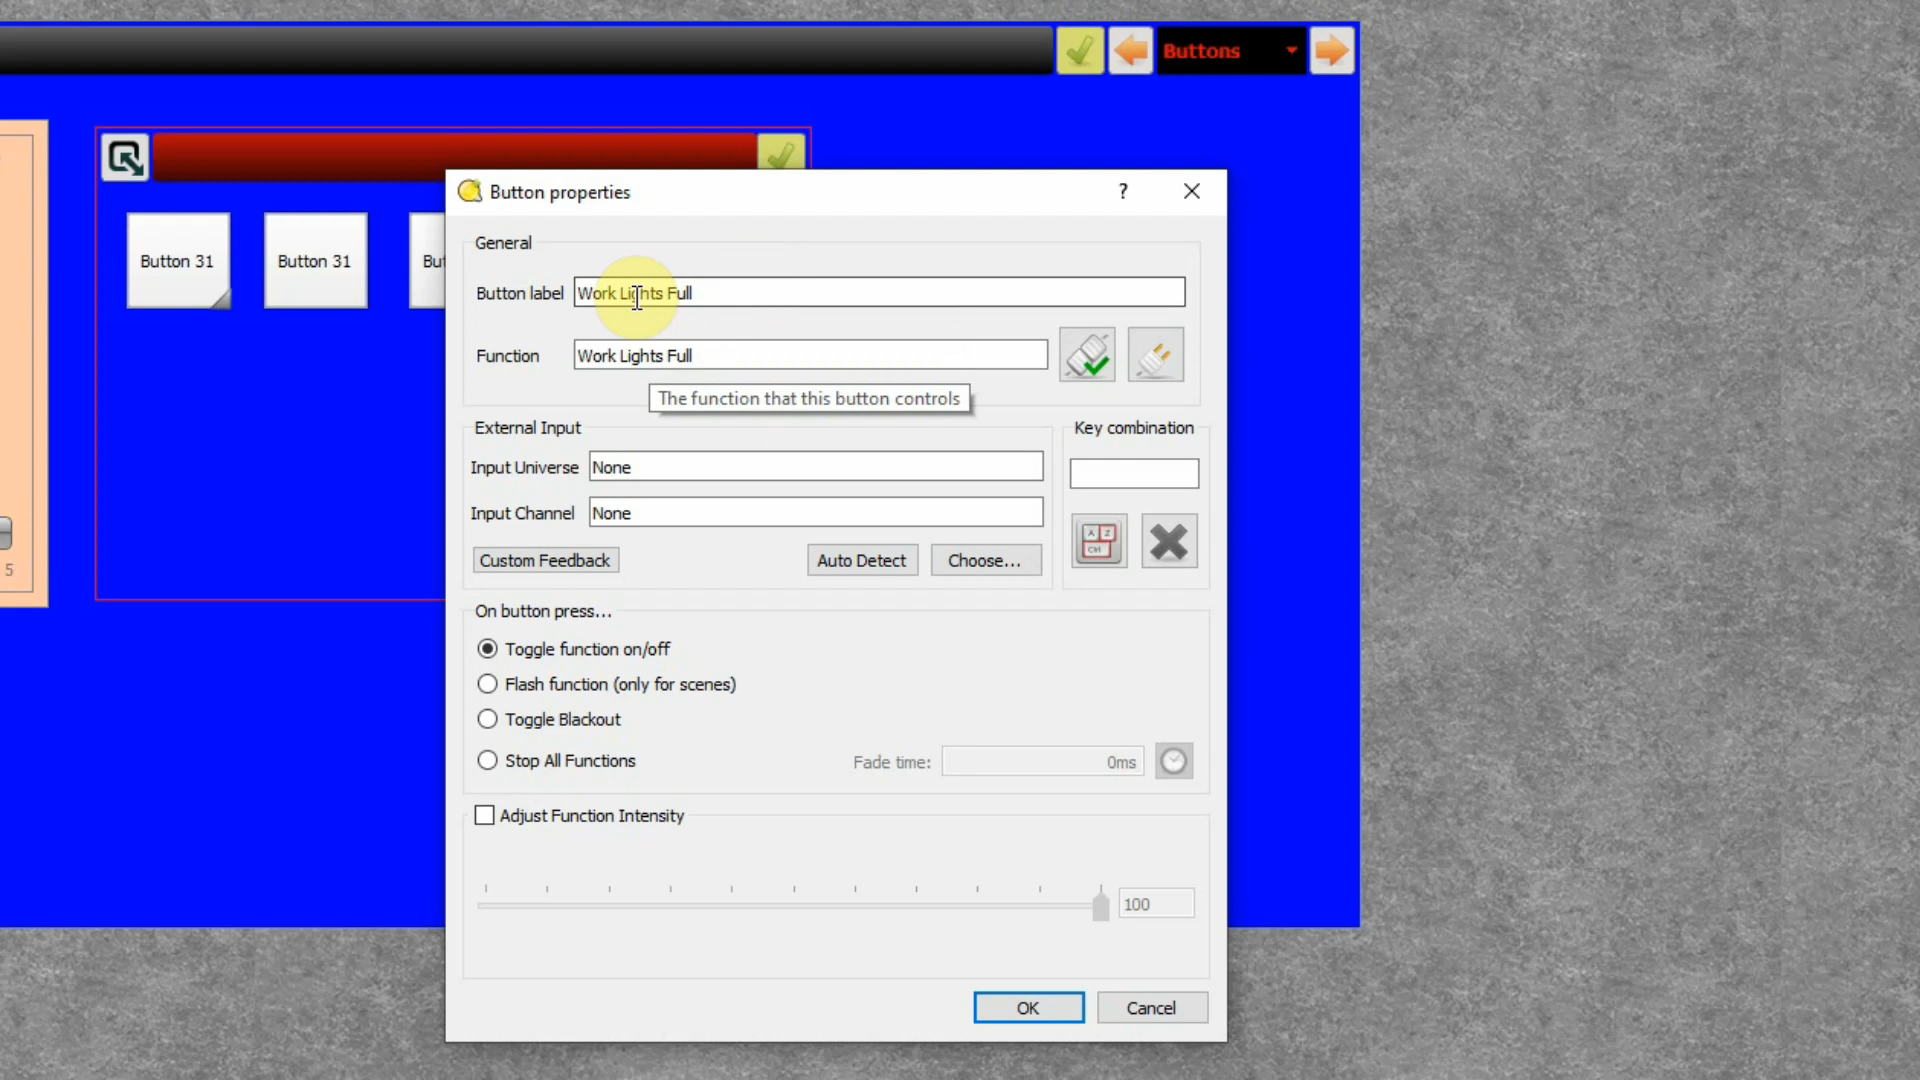 Buttons
Button properties
?
General
Button 31
Button 31
Bu
Button label
Work Lights Full
Function
Work Lights Full
The function that this button controls
External Input
Key combination
Input Universe
None
Input Channel
None
A Z
Ctrl
Custom Feedback
Auto Detect
Choose...
5
On button press...
Toggle function on/off
Flash function (only for scenes)
Toggle Blackout
Stop All Functions
Fade time:
0ms
Adjust Function Intensity
100
OK
Cancel